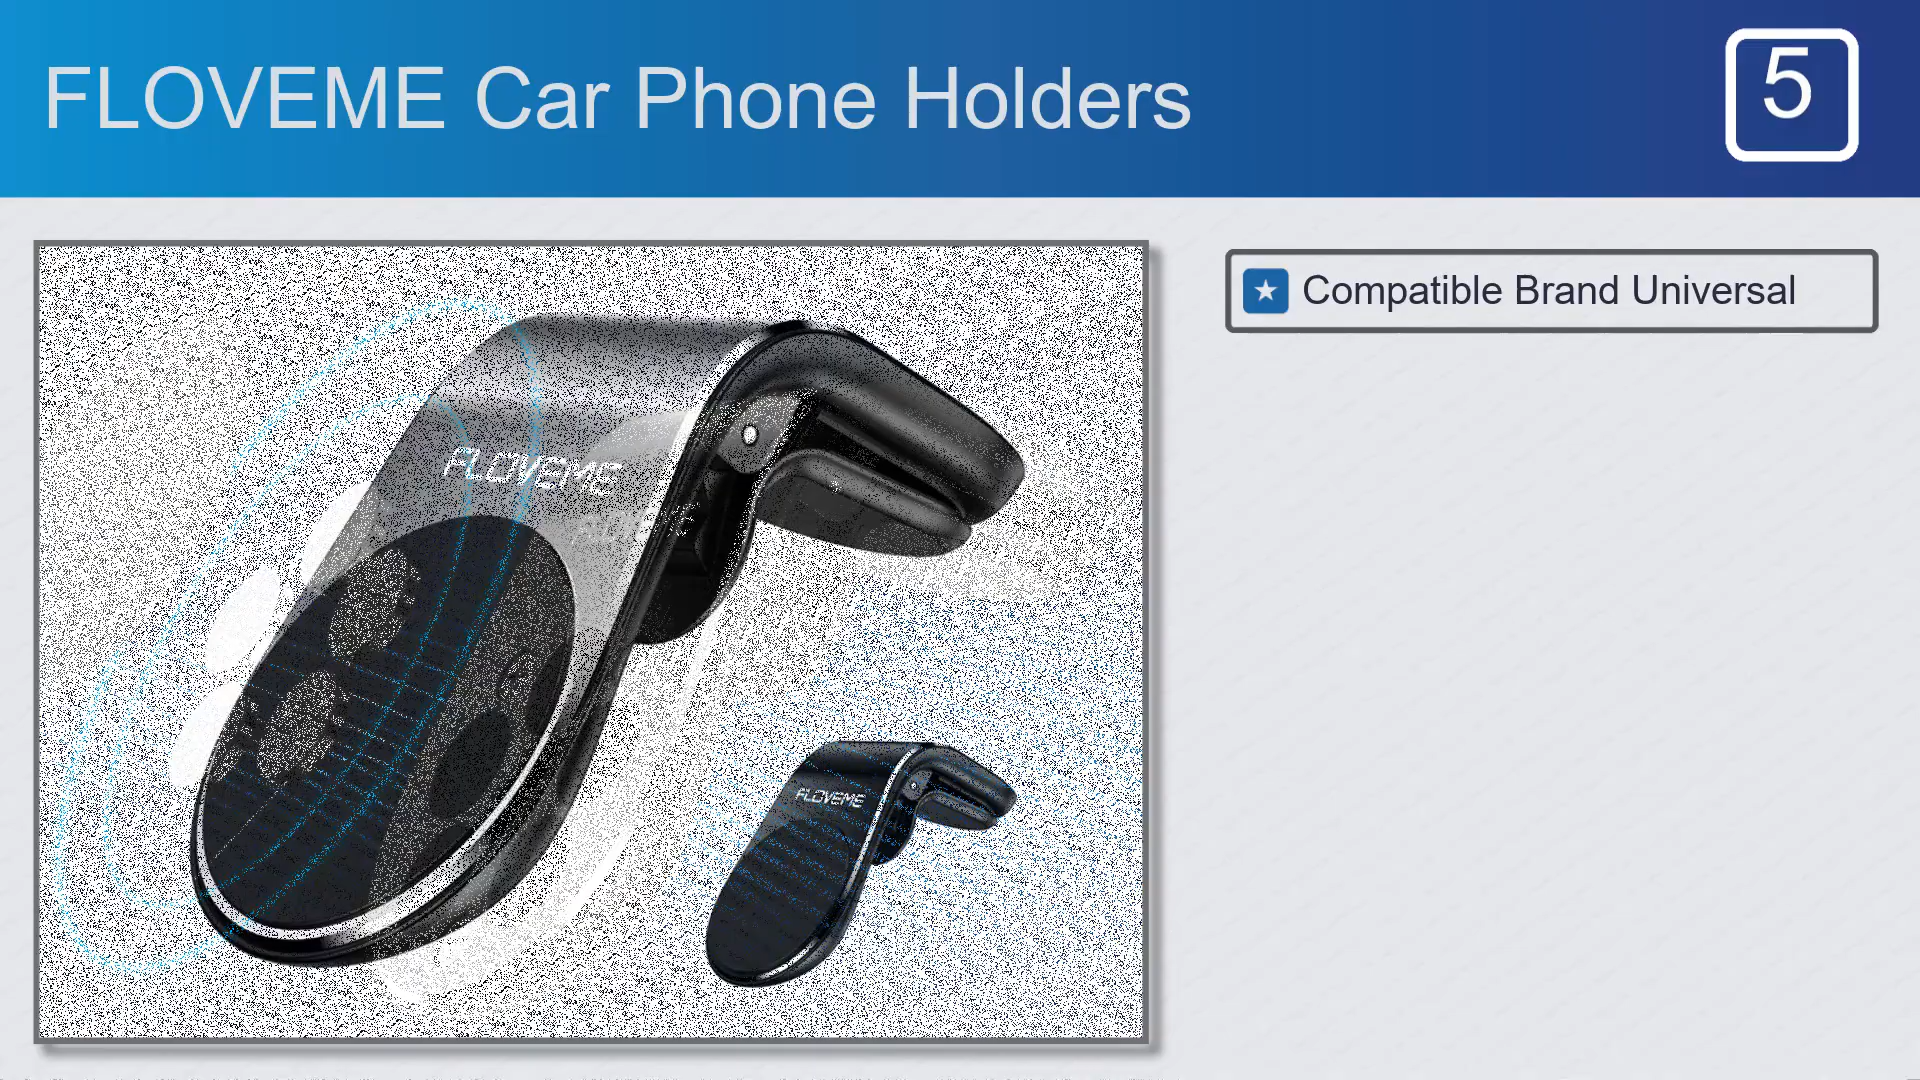 FLOVEME Car Phone Holders
5
Compatible Brand Universal
FLOVEME
FLOVEME